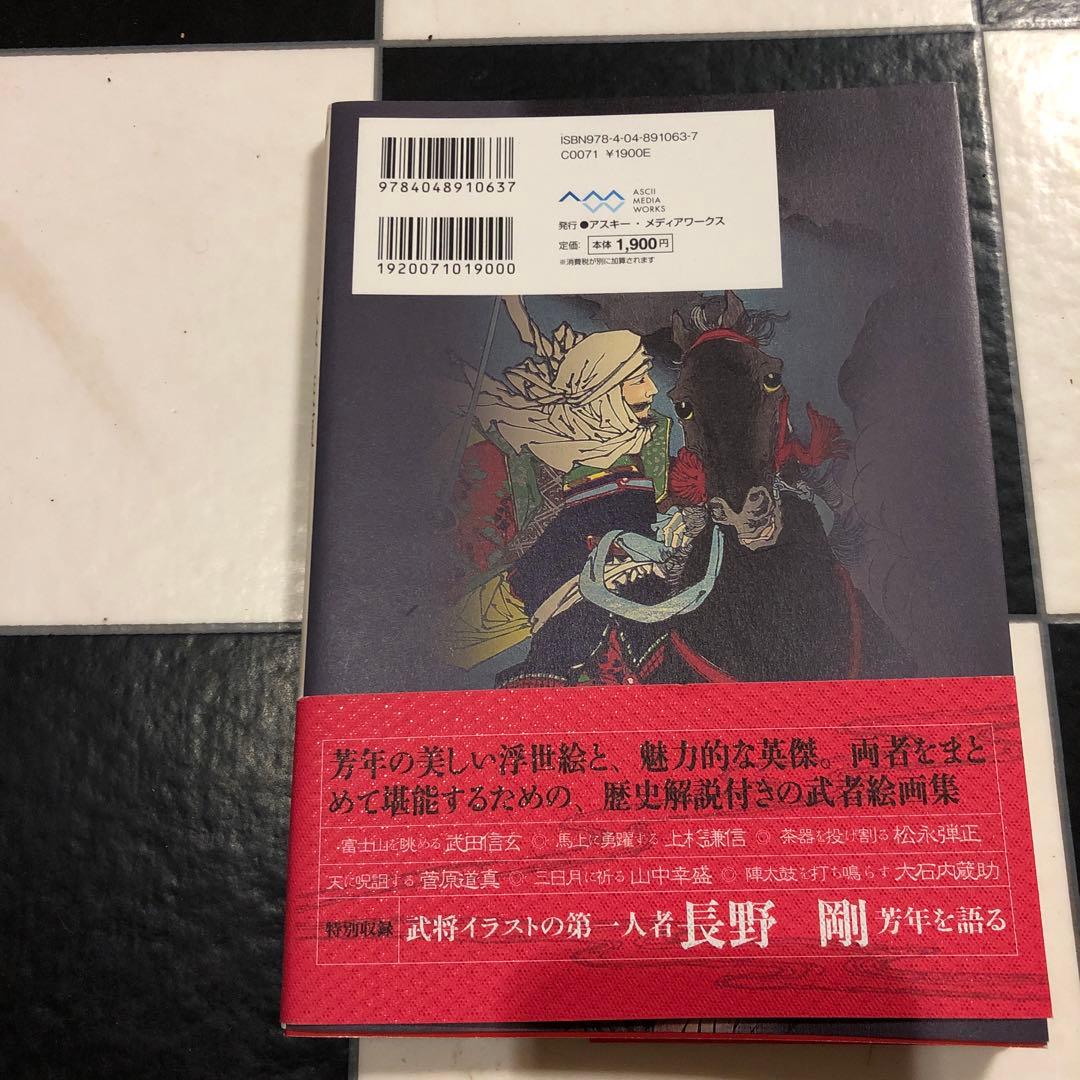 ISBN978-4-04-891063-7
C0071 ¥1900E
9784048910637
ASCII
MEDIA
WORKS
発行●アスキー・メディアワークス
定価: 本体 1,900円
※消費税が別に加算されます
1920071019000
芳年の美しい浮世絵と、魅力的な英傑。両者をまと
めて堪能するための、歴史解説付きの武者絵画集
富士山を眺める 武田信玄 ◎ 馬上に勇躍する 上杉謙信 ◎ 茶器を投げ割る 松永弾正
天に呪詛する 菅原道真 ◎ 三日月に祈る 山中幸盛 ◎ 陣太鼓を打ち鳴らす 大石内蔵助
特別収録 武将イラストの第一人者 長野 剛 芳年を語る